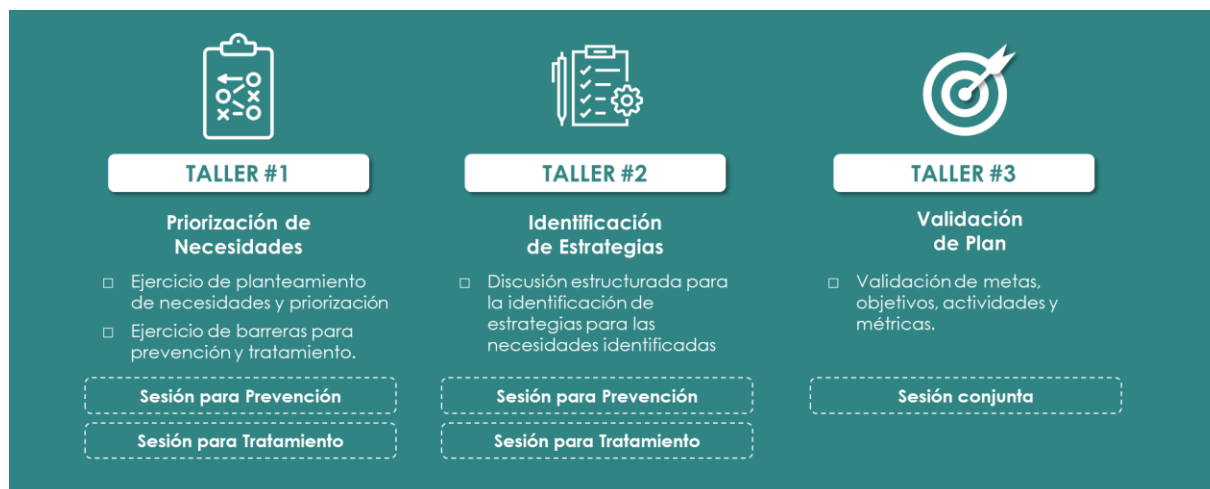 TALLER #1
Priorización de
Necesidades
□ Ejercicio de planteamiento
de necesidades y priorización
□ Ejercicio de barreras para
prevención y tratamiento.
Sesión para Prevención
Sesión para Tratamiento
TALLER #2
Identificación
de Estrategias
□ Discusión estructurada para
la identificación de
estrategias para las
necesidades identificadas
Sesión para Prevención
Sesión para Tratamiento
TALLER #3
Validación
de Plan
□ Validación de metas,
objetivos, actividades y
métricas.
Sesión conjunta